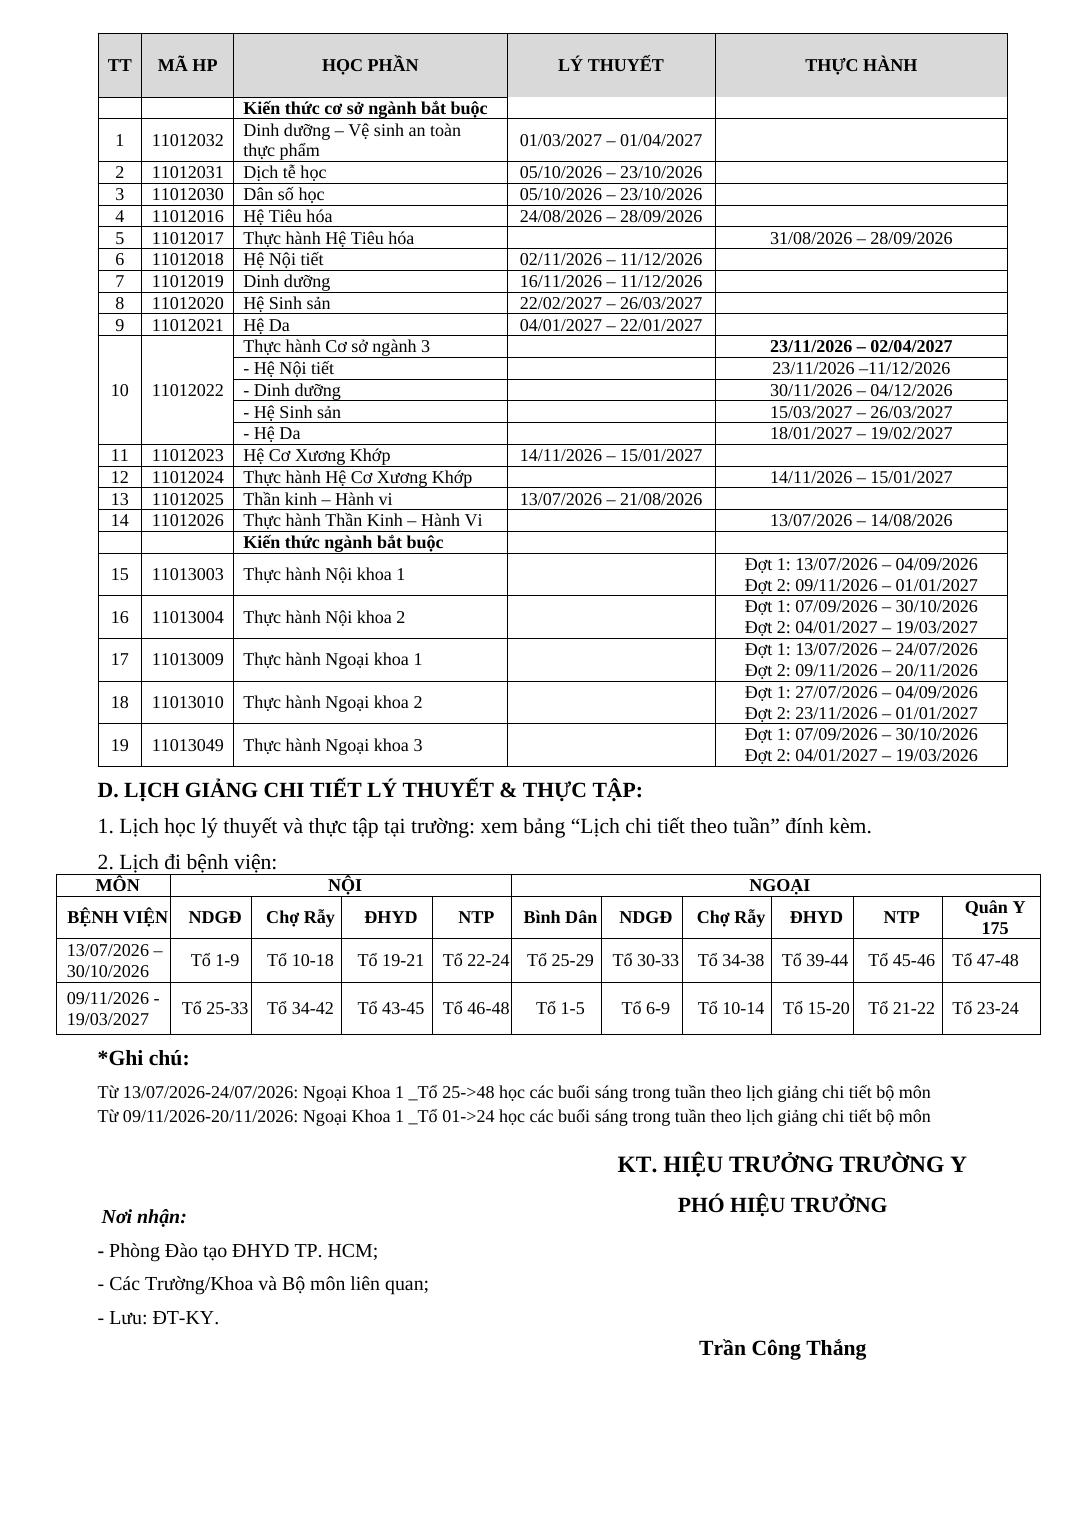 TT MÃ HP HỌC PHẦN LÝ THUYẾT THỰC HÀNH
Kiến thức cơ sở ngành bắt buộc
1 11012032 Dinh dưỡng – Vệ sinh an toàn thực phẩm 01/03/2027 – 01/04/2027
2 11012031 Dịch tễ học 05/10/2026 – 23/10/2026
3 11012030 Dân số học 05/10/2026 – 23/10/2026
4 11012016 Hệ Tiêu hóa 24/08/2026 – 28/09/2026
5 11012017 Thực hành Hệ Tiêu hóa 31/08/2026 – 28/09/2026
6 11012018 Hệ Nội tiết 02/11/2026 – 11/12/2026
7 11012019 Dinh dưỡng 16/11/2026 – 11/12/2026
8 11012020 Hệ Sinh sản 22/02/2027 – 26/03/2027
9 11012021 Hệ Da 04/01/2027 – 22/01/2027
10 11012022 Thực hành Cơ sở ngành 3 23/11/2026 – 02/04/2027
- Hệ Nội tiết 23/11/2026 –11/12/2026
- Dinh dưỡng 30/11/2026 – 04/12/2026
- Hệ Sinh sản 15/03/2027 – 26/03/2027
- Hệ Da 18/01/2027 – 19/02/2027
11 11012023 Hệ Cơ Xương Khớp 14/11/2026 – 15/01/2027
12 11012024 Thực hành Hệ Cơ Xương Khớp 14/11/2026 – 15/01/2027
13 11012025 Thần kinh – Hành vi 13/07/2026 – 21/08/2026
14 11012026 Thực hành Thần Kinh – Hành Vi 13/07/2026 – 14/08/2026
Kiến thức ngành bắt buộc
15 11013003 Thực hành Nội khoa 1 Đợt 1: 13/07/2026 – 04/09/2026
Đợt 2: 09/11/2026 – 01/01/2027
16 11013004 Thực hành Nội khoa 2 Đợt 1: 07/09/2026 – 30/10/2026
Đợt 2: 04/01/2027 – 19/03/2027
17 11013009 Thực hành Ngoại khoa 1 Đợt 1: 13/07/2026 – 24/07/2026
Đợt 2: 09/11/2026 – 20/11/2026
18 11013010 Thực hành Ngoại khoa 2 Đợt 1: 27/07/2026 – 04/09/2026
Đợt 2: 23/11/2026 – 01/01/2027
19 11013049 Thực hành Ngoại khoa 3 Đợt 1: 07/09/2026 – 30/10/2026
Đợt 2: 04/01/2027 – 19/03/2026
D. LỊCH GIẢNG CHI TIẾT LÝ THUYẾT & THỰC TẬP:
1. Lịch học lý thuyết và thực tập tại trường: xem bảng “Lịch chi tiết theo tuần” đính kèm.
2. Lịch đi bệnh viện:
MÔN NỘI NGOẠI
BỆNH VIỆN NDGĐ Chợ Rẫy ĐHYD NTP Bình Dân NDGĐ Chợ Rẫy ĐHYD NTP Quân Y 175
13/07/2026 – 30/10/2026 Tổ 1-9 Tổ 10-18 Tổ 19-21 Tổ 22-24 Tổ 25-29 Tổ 30-33 Tổ 34-38 Tổ 39-44 Tổ 45-46 Tổ 47-48
09/11/2026 - 19/03/2027 Tổ 25-33 Tổ 34-42 Tổ 43-45 Tổ 46-48 Tổ 1-5 Tổ 6-9 Tổ 10-14 Tổ 15-20 Tổ 21-22 Tổ 23-24
*Ghi chú:
Từ 13/07/2026-24/07/2026: Ngoại Khoa 1 _Tổ 25->48 học các buổi sáng trong tuần theo lịch giảng chi tiết bộ môn
Từ 09/11/2026-20/11/2026: Ngoại Khoa 1 _Tổ 01->24 học các buổi sáng trong tuần theo lịch giảng chi tiết bộ môn
KT. HIỆU TRƯỞNG TRƯỜNG Y
PHÓ HIỆU TRƯỞNG
Nơi nhận:
- Phòng Đào tạo ĐHYD TP. HCM;
- Các Trường/Khoa và Bộ môn liên quan;
- Lưu: ĐT-KY.
Trần Công Thắng